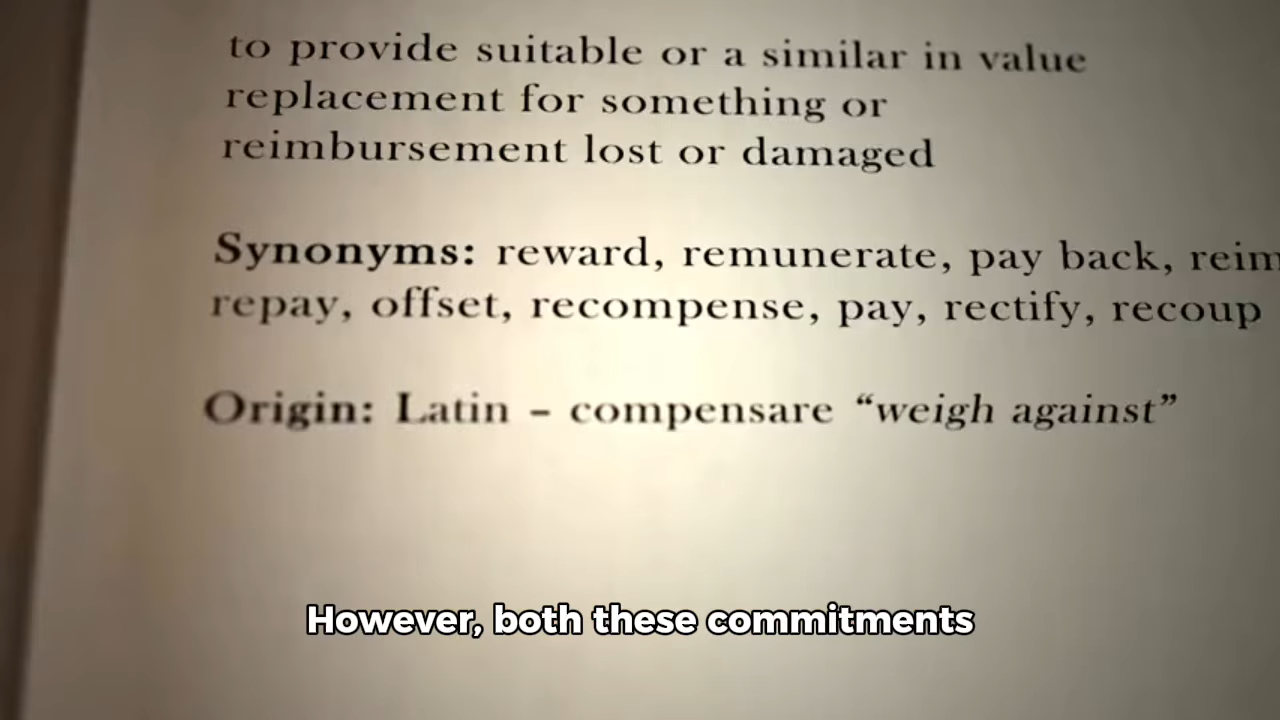 to provide suitable or a similar in value
replacement for something or
reimbursement lost or damaged
Synonyms: reward, remunerate, pay back, reim
repay, offset, recompense, pay, rectify, recoup
Origin: Latin – compensare “weigh against”
However, both these commitments